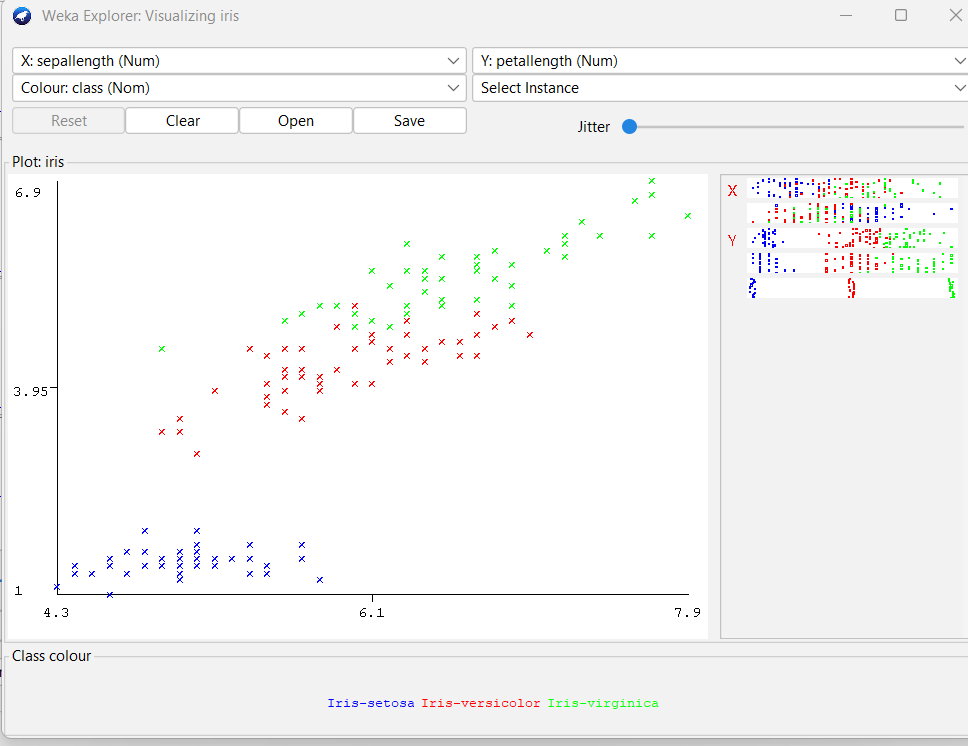 Weka Explorer: Visualizing iris
X: sepallength (Num) Y: petallength (Num)
Colour: class (Nom) Select Instance
Reset Clear Open Save Jitter
Plot: iris
6.9
3.95
1
4.3 6.1 7.9
X
Y
Class colour
Iris-setosa Iris-versicolor Iris-virginica